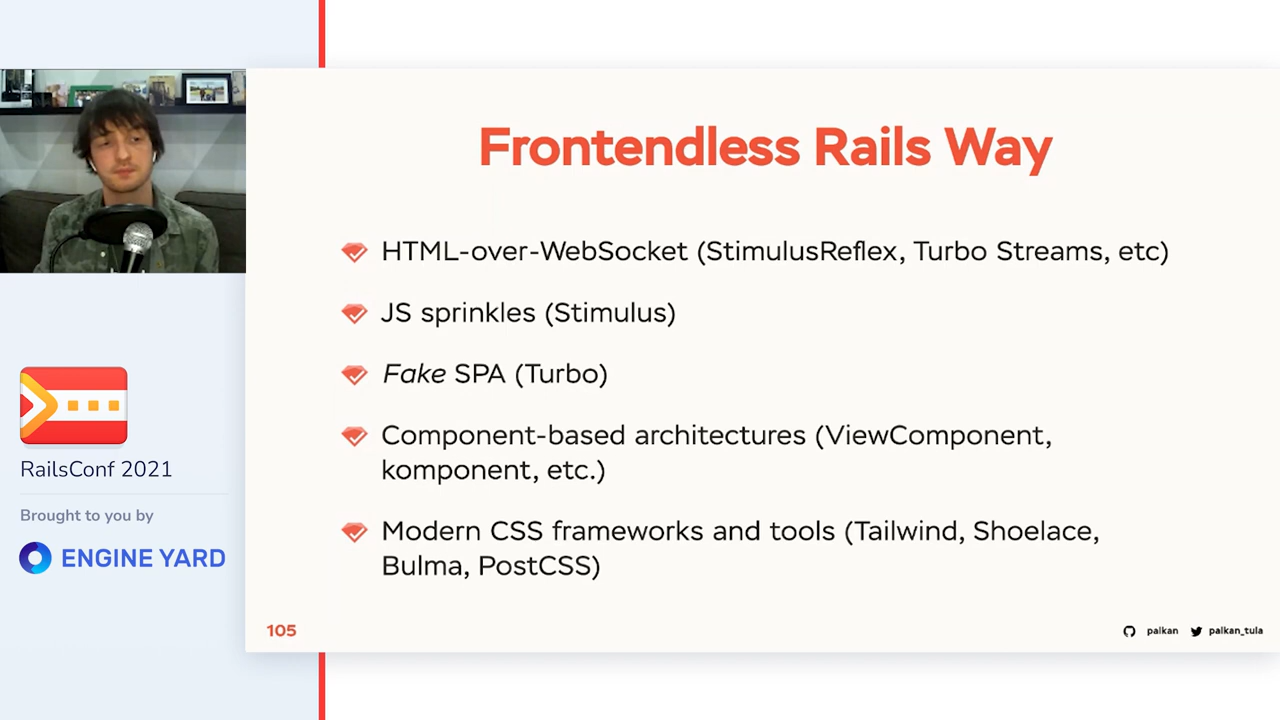 Frontendless Rails Way
HTML-over-WebSocket (StimulusReflex, Turbo Streams, etc)
JS sprinkles (Stimulus)
Fake SPA (Turbo)
Component-based architectures (ViewComponent,
komponent, etc.)
Modern CSS frameworks and tools (Tailwind, Shoelace,
Bulma, PostCSS)
105
palkan
palkan_tula
RailsConf 2021
Brought to you by
ENGINE YARD